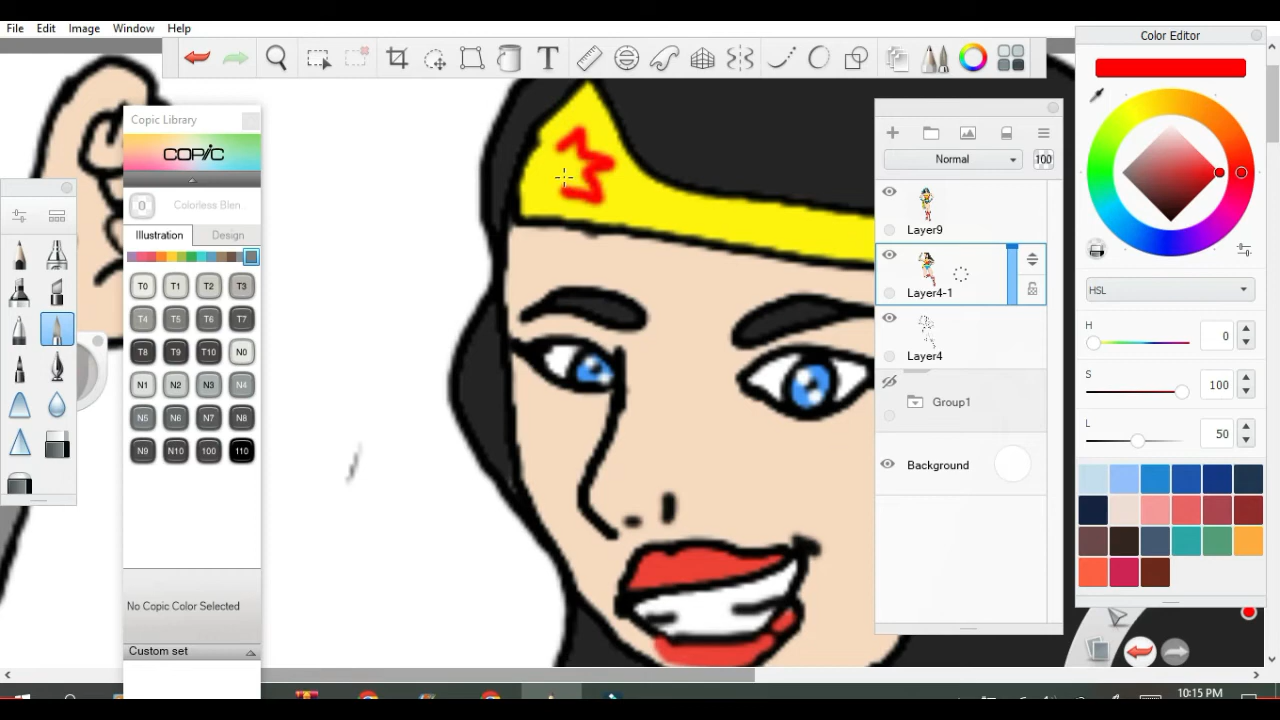 File Edit Image Window Help
T
Color Editor
Copic Library
COPIC
0 Colorless Blen
Illustration Design
T0 T1 T2 T3
T4 T5 T6 T7
T8 T9 T10 N0
N1 N2 N3 N4
N5 N6 N7 N8
N9 N10 100 110
No Copic Color Selected
Custom set
Normal 100
Layer9
Layer4-1
Layer4
Group1
Background
HSL
H 0
S 100
L 50
10:15 PM